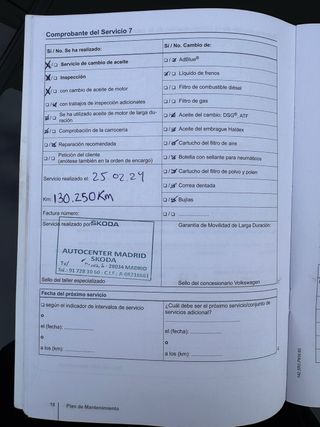 Comprobante del Servicio 7
Sí / No. Se ha realizado:
Servicio de cambio de aceite
Inspección
con cambio de aceite de motor
con trabajos de inspección adicionales
Se ha utilizado aceite de motor de larga du-
ración
Comprobación de la carrocería
Reparación recomendada
Petición del cliente
(anótese también en la orden de encargo)
Servicio realizado el: 25 02 24
Km: 130.250Km
Factura número:
Servicio realizado por:
SKODA
AUTOCENTER MADRID
SKODA
28034 MADRID
Sello del taller especializado
Sí / No. Cambio de:
AdBlue®
Líquido de frenos
Filtro de combustible diésel
Filtro de gas
Aceite del cambio: DSG®, ATF
Aceite del embrague Haldex
Cartucho del filtro de aire
Botella con sellante para neumáticos
Cartucho del filtro de polvo y polen
Correa dentada
Bujías
Garantía de Movilidad de Larga Duración:
Sello del concesionario Volkswagen
Fecha del próximo servicio
según el indicador de intervalos de servicio
o
el (fecha):
o
a los (km):
¿Cuál debe ser el próximo servicio/conjunto de
servicios adicional?
el (fecha):
o
a los (km):
18 Plan de Mantenimiento